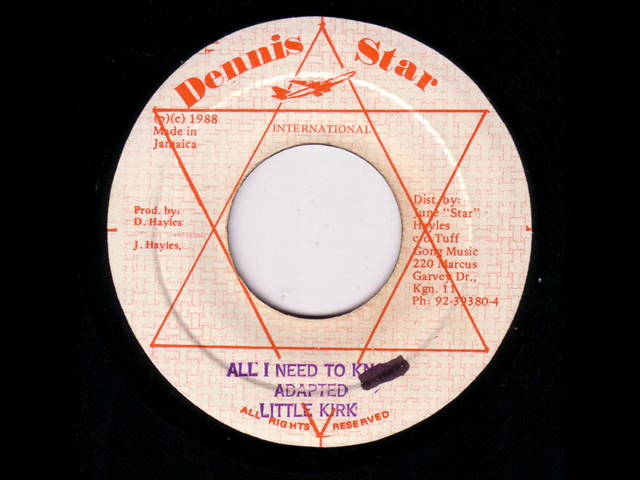 Dennis Star
INTERNATIONAL
(p)(c) 1988
Made in
Jamaica
Prod. by:
D. Hayles
J. Hayles,
Dist. by:
June "Star"
Hayles
c/o Tuff
Gong Music
220 Marcus
Garvey Dr.,
Kgn. 11
Ph: 92-39380-4
ALL I NEED TO KNOW
ADAPTED
LITTLE KIRK
ALL RIGHTS RESERVED